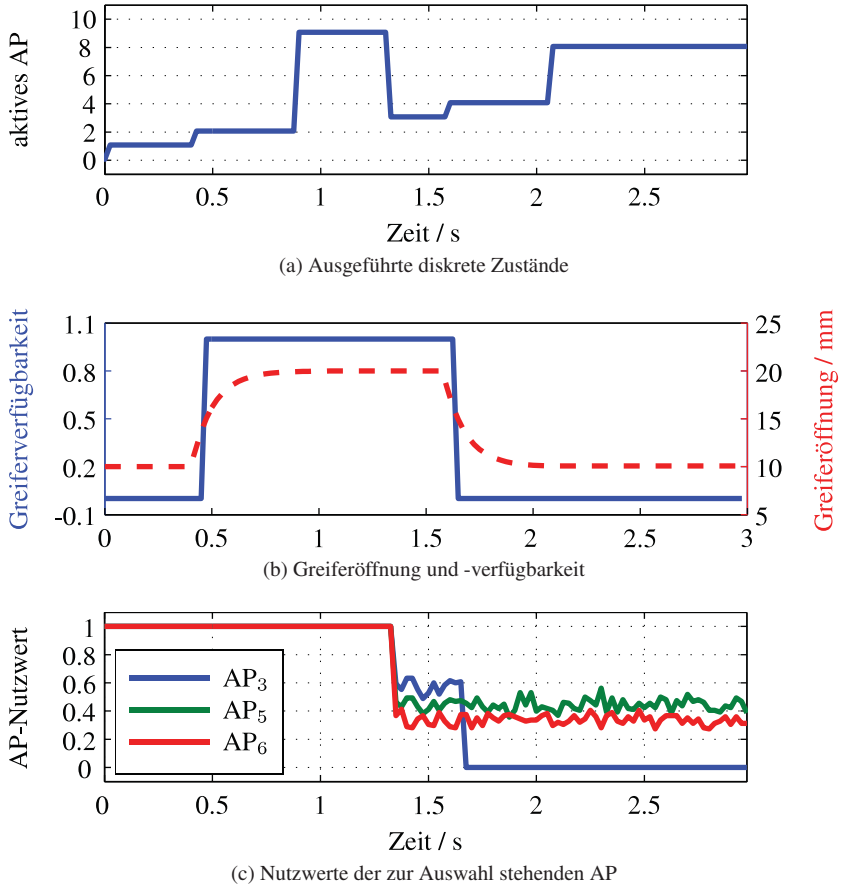 aktives AP
10
8
6
4
2
0
0 0.5 1 1.5 2 2.5
Zeit / s
(a) Ausgeführte diskrete Zustände
Greiferverfügbarkeit
1.1
0.8
0.5
0.2
-0.1
25
20
15
10
5
Greiferöffnung / mm
0 0.5 1 1.5 2 2.5 3
(b) Greiferöffnung und -verfügbarkeit
AP-Nutzwert
1
0.8
0.6
0.4
0.2
0
AP₃
AP₅
AP₆
0 0.5 1 1.5 2 2.5
Zeit / s
(c) Nutzwerte der zur Auswahl stehenden AP